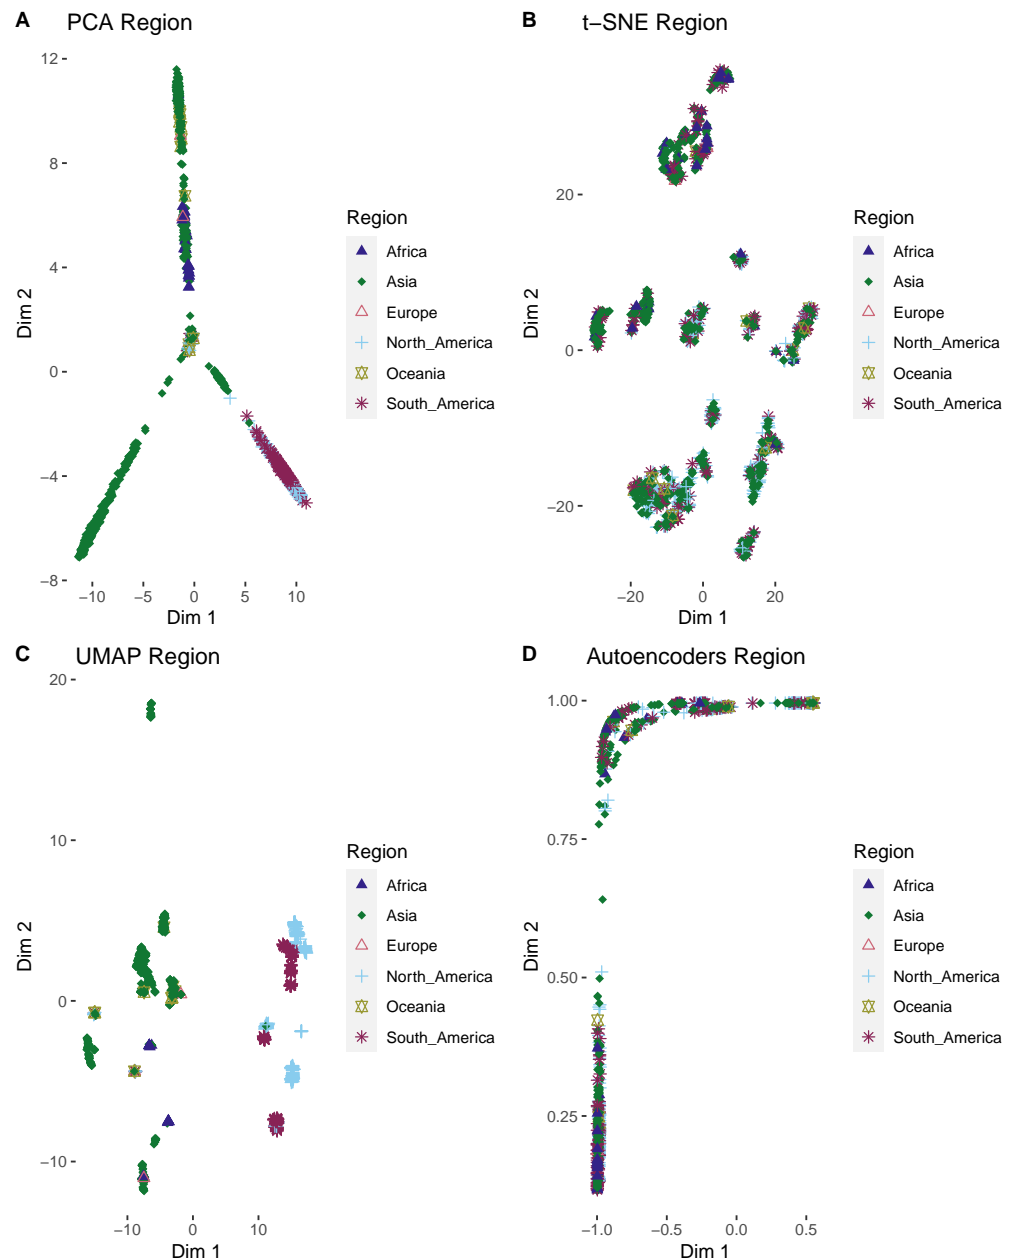 A PCA Region
12
8
4
0
−4
−8
Dim 2
−10 −5 0 5 10
Dim 1
Region
Africa
Asia
Europe
North_America
Oceania
South_America
B t−SNE Region
20
0
−20
Dim 2
−20 0 20
Dim 1
Region
Africa
Asia
Europe
North_America
Oceania
South_America
C UMAP Region
20
10
0
−10
Dim 2
−10 0 10
Dim 1
Region
Africa
Asia
Europe
North_America
Oceania
South_America
D Autoencoders Region
1.00
0.75
0.50
0.25
Dim 2
−1.0 −0.5 0.0 0.5
Dim 1
Region
Africa
Asia
Europe
North_America
Oceania
South_America